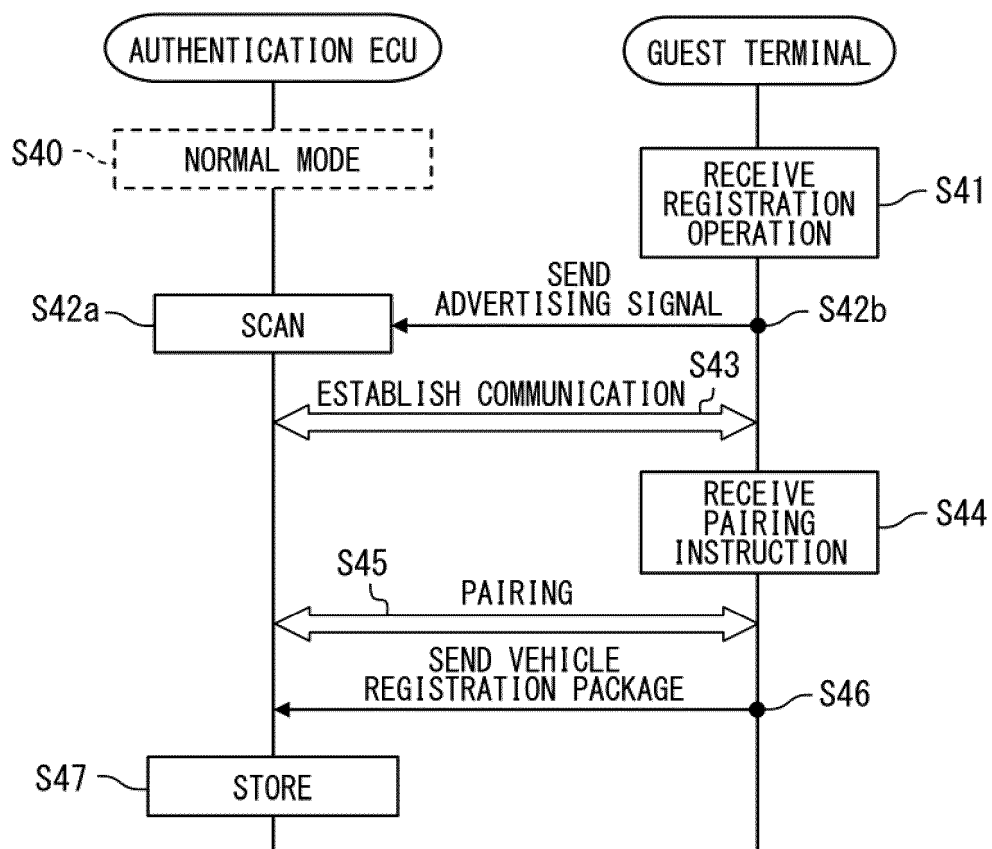 AUTHENTICATION ECU
GUEST TERMINAL
S40
NORMAL MODE
RECEIVE
REGISTRATION
OPERATION
S41
SEND
ADVERTISING SIGNAL
S42a
SCAN
S42b
S43
ESTABLISH COMMUNICATION
RECEIVE
PAIRING
INSTRUCTION
S44
S45
PAIRING
SEND VEHICLE
REGISTRATION PACKAGE
S46
S47
STORE